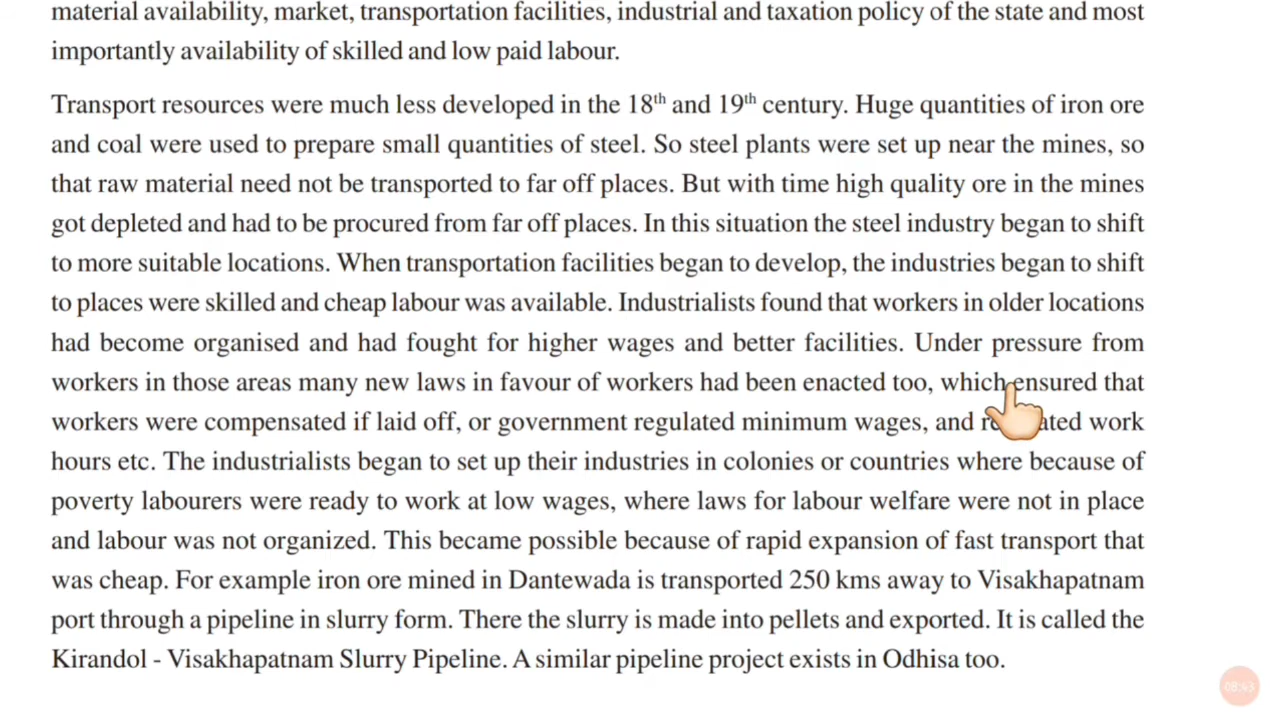 material availability, market, transportation facilities, industrial and taxation policy of the state and most
importantly availability of skilled and low paid labour.
Transport resources were much less developed in the 18th and 19th century. Huge quantities of iron ore
and coal were used to prepare small quantities of steel. So steel plants were set up near the mines, so
that raw material need not be transported to far off places. But with time high quality ore in the mines
got depleted and had to be procured from far off places. In this situation the steel industry began to shift
to more suitable locations. When transportation facilities began to develop, the industries began to shift
to places were skilled and cheap labour was available. Industrialists found that workers in older locations
had become organised and had fought for higher wages and better facilities. Under pressure from
workers in those areas many new laws in favour of workers had been enacted too, which ensured that
workers were compensated if laid off, or government regulated minimum wages, and work
hours etc. The industrialists began to set up their industries in colonies or countries where because of
poverty labourers were ready to work at low wages, where laws for labour welfare were not in place
and labour was not organized. This became possible because of rapid expansion of fast transport that
was cheap. For example iron ore mined in Dantewada is transported 250 kms away to Visakhapatnam
port through a pipeline in slurry form. There the slurry is made into pellets and exported. It is called the
Kirandol - Visakhapatnam Slurry Pipeline. A similar pipeline project exists in Odhisa too.